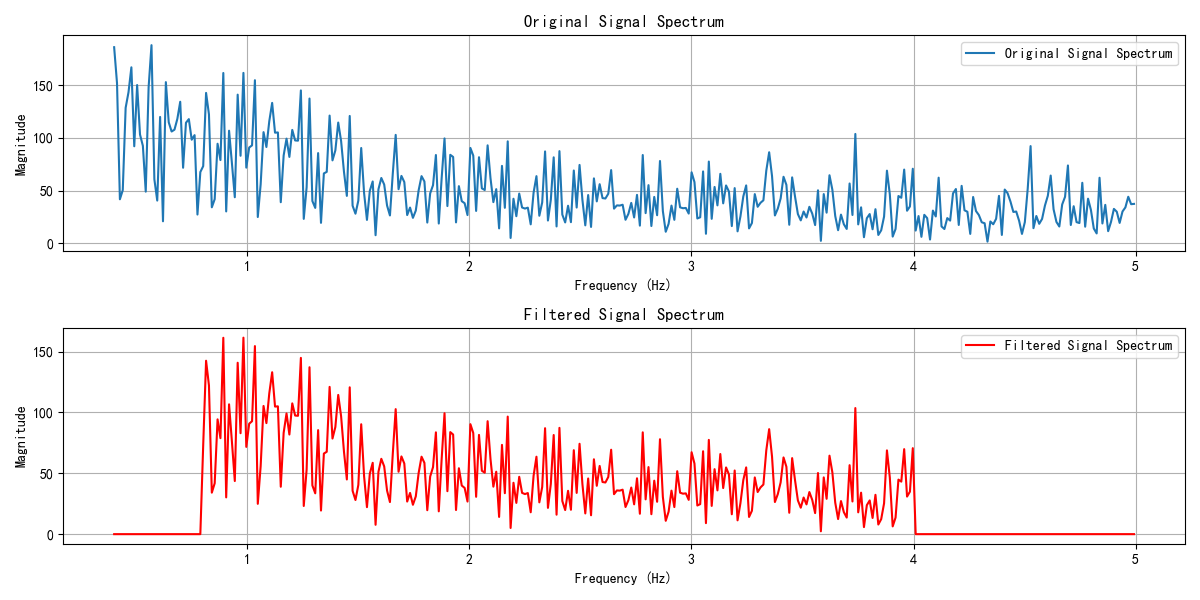 Original Signal Spectrum
Original Signal Spectrum
Magnitude
150
100
50
0
1 2 3 4 5
Frequency (Hz)
Filtered Signal Spectrum
Filtered Signal Spectrum
Magnitude
150
100
50
0
1 2 3 4 5
Frequency (Hz)